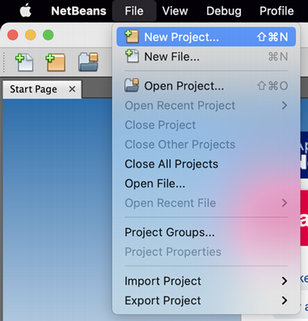 NetBeans File View Debug Profile
New Project... ⇧⌘N
New File... ⌘N
Start Page ×
Open Project... ⇧⌘O
Open Recent Project
Close Project
Close Other Projects
Close All Projects
Open File...
Open Recent File
Project Groups...
Project Properties
Import Project
Export Project